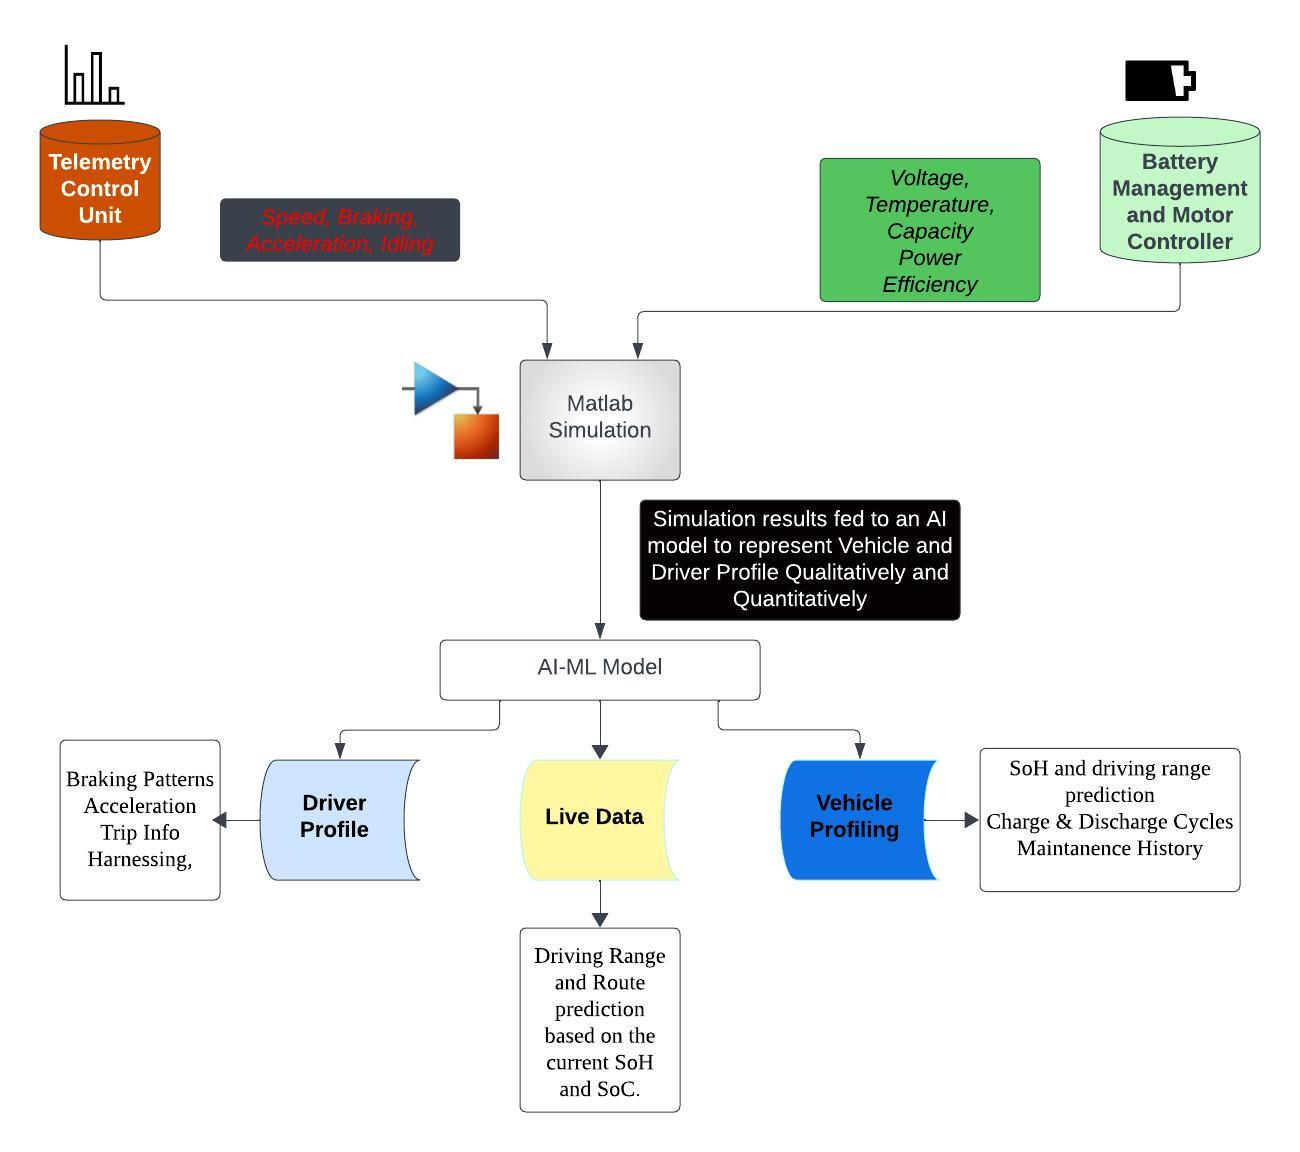 Telemetry
Control
Unit
Speed, Braking,
Acceleration, Idling
Voltage,
Temperature,
Capacity
Power
Efficiency
Battery
Management
and Motor
Controller
Matlab
Simulation
Simulation results fed to an AI
model to represent Vehicle and
Driver Profile Qualitatively and
Quantitatively
AI-ML Model
Braking Patterns
Acceleration
Trip Info
Harnessing,
Driver
Profile
Live Data
Vehicle
Profiling
SoH and driving range
prediction
Charge & Discharge Cycles
Maintanence History
Driving Range
and Route
prediction
based on the
current SoH
and SoC.